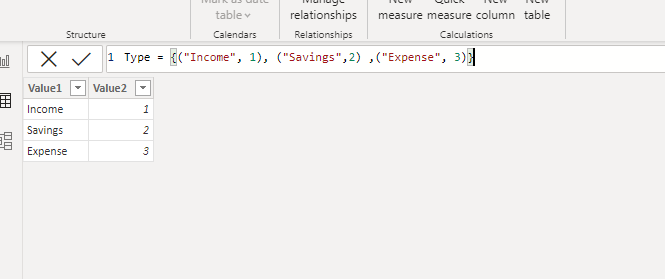 Mark as date Manage New Quick New New
table relationships measure measure column table
Structure Calendars Relationships Calculations
1 Type = {("Income", 1), ("Savings",2) ,("Expense", 3)}
Value1 Value2
Income 1
Savings 2
Expense 3